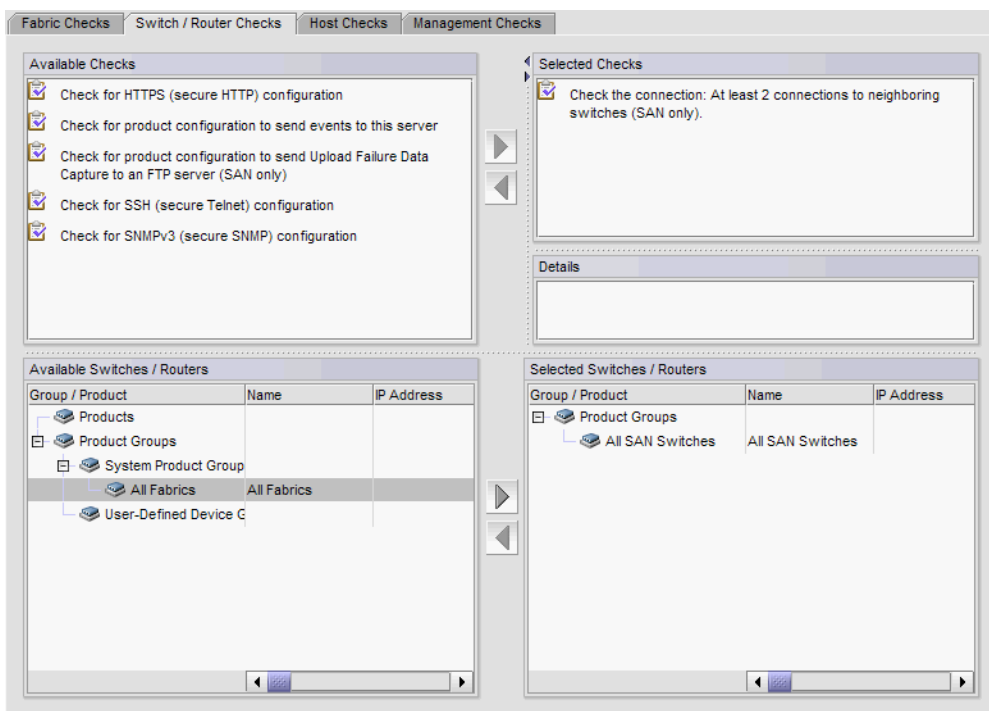 Fabric Checks
Switch / Router Checks
Host Checks
Management Checks
Available Checks
Check for HTTPS (secure HTTP) configuration
Check for product configuration to send events to this server
Check for product configuration to send Upload Failure Data
Capture to an FTP server (SAN only)
Check for SSH (secure Telnet) configuration
Check for SNMPv3 (secure SNMP) configuration
Selected Checks
Check the connection: At least 2 connections to neighboring
switches (SAN only).
Details
Available Switches / Routers
Group / Product Name IP Address
Products
Product Groups
System Product Group
All Fabrics All Fabrics
User-Defined Device G
Selected Switches / Routers
Group / Product Name IP Address
Product Groups
All SAN Switches All SAN Switches